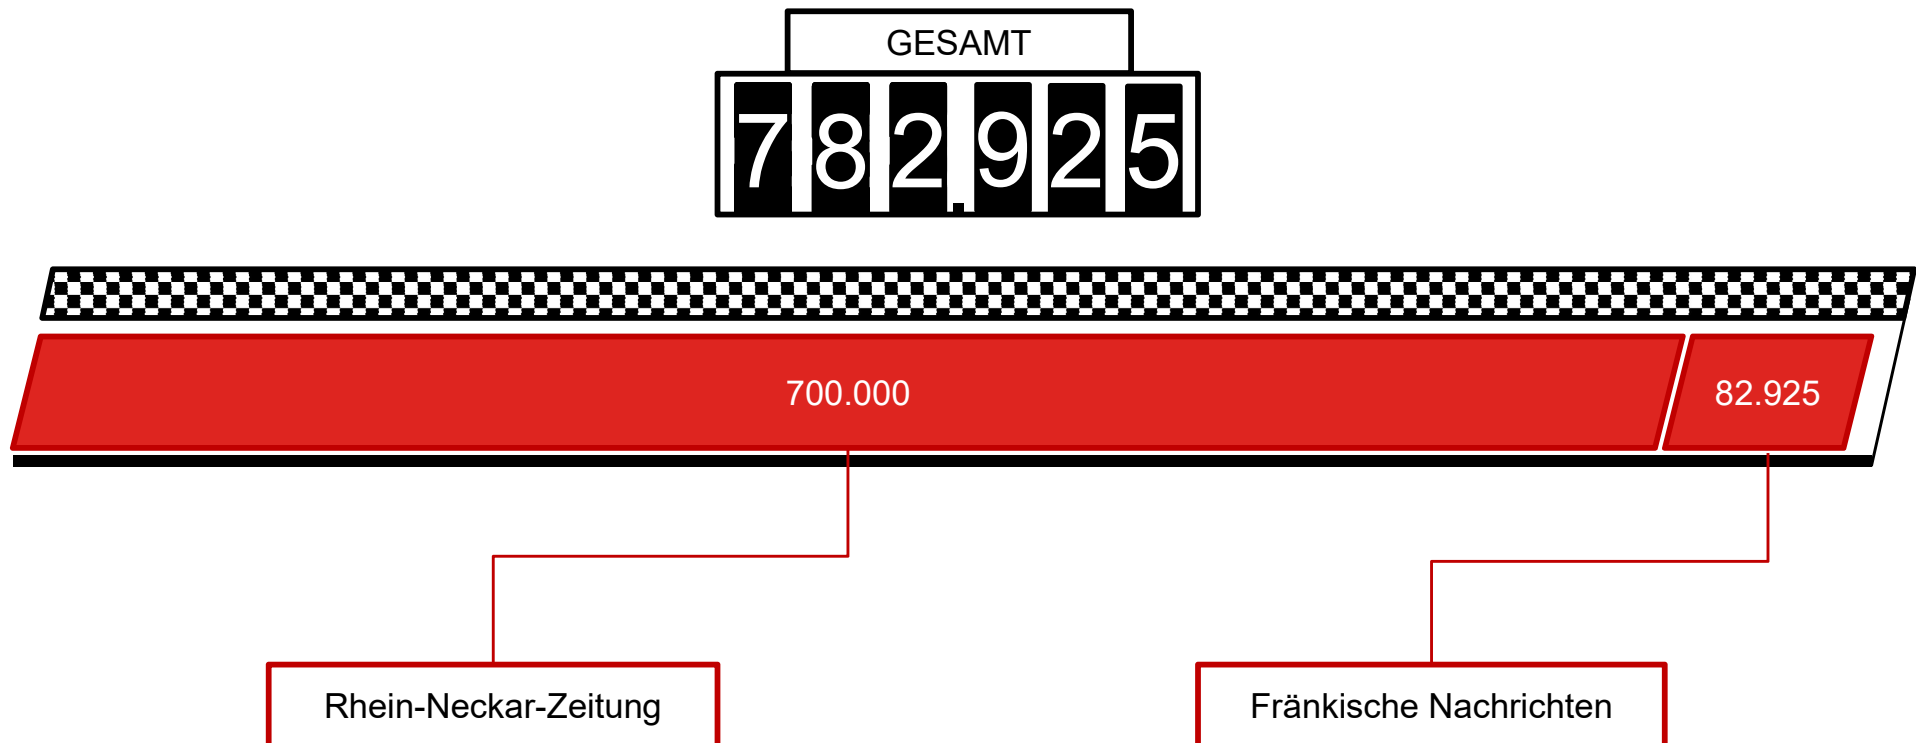 GESAMT
782.925
700.000
82.925
Rhein-Neckar-Zeitung
Fränkische Nachrichten